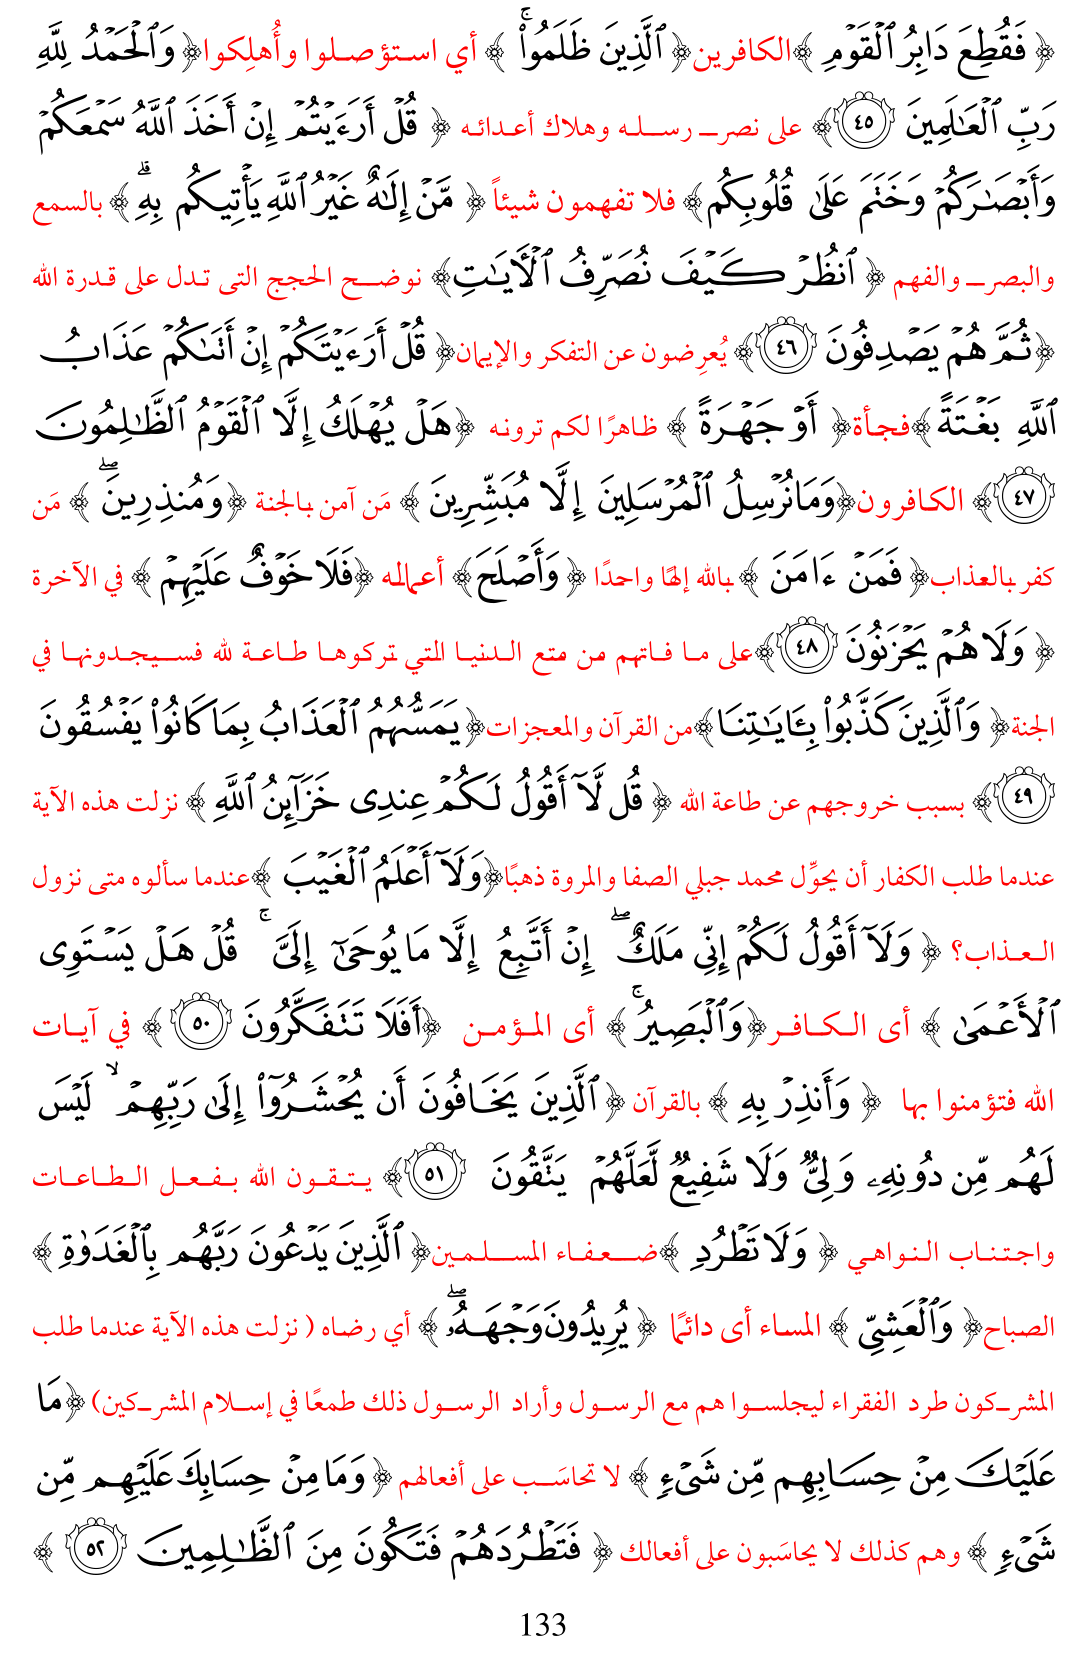 ﴿ فَقُطِعَ دَابِرُ ٱلْقَوْمِ ﴾الكافرين﴿ ٱلَّذِينَ ظَلَمُوا۟ۚ ﴾ أي استؤصلوا وأُهلِكوا﴿ وَٱلْحَمْدُ لِلَّهِ
رَبِّ ٱلْعَـٰلَمِينَ ٤٥﴾ على نصر رسله وهلاك أعدائه ﴿ قُلْ أَرَءَيْتُمْ إِنْ أَخَذَ ٱللَّهُ سَمْعَكُمْ
وَأَبْصَـٰرَكُمْ وَخَتَمَ عَلَىٰ قُلُوبِكُم﴾ فلا تفهمون شيئاً ﴿ مَّنْ إِلَـٰهٌ غَيْرُ ٱللَّهِ يَأْتِيكُم بِهِۗ ﴾ بالسمع
والبصر والفهم ﴿ ٱنظُرْ كَيْفَ نُصَرِّفُ ٱلْـَٔايَـٰتِ﴾ نوضح الحجج التى تدل على قدرة الله
﴿ثُمَّ هُمْ يَصْدِفُونَ ٤٦﴾ يُعرِضون عن التفكر والإيمان﴿ قُلْ أَرَءَيْتَكُمْ إِنْ أَتَىٰكُمْ عَذَابُ
ٱللَّهِ بَغْتَةً﴾فجأة﴿ أَوْ جَهْرَةً ﴾ ظاهرًا لكم ترونه ﴿هَلْ يُهْلَكُ إِلَّا ٱلْقَوْمُ ٱلظَّـٰلِمُونَ
٤٧﴾ الكافرون﴿وَمَا نُرْسِلُ ٱلْمُرْسَلِينَ إِلَّا مُبَشِّرِينَ ﴾ مَن آمن بالجنة ﴿وَمُنذِرِينَۖ ﴾ مَن
كفر بالعذاب﴿ فَمَنْ ءَامَنَ ﴾بالله إلهًا واحدًا ﴿ وَأَصْلَحَ﴾ أعماله ﴿فَلَا خَوْفٌ عَلَيْهِمْ ﴾ في الآخرة
﴿ وَلَا هُمْ يَحْزَنُونَ ٤٨﴾على ما فاتهم من متع الدنيا التي تركوها طاعة لله فسيجدونها في
الجنة﴿ وَٱلَّذِينَ كَذَّبُوا۟ بِـَٔايَـٰتِنَا﴾من القرآن والمعجزات﴿يَمَسُّهُمُ ٱلْعَذَابُ بِمَا كَانُوا۟ يَفْسُقُونَ
٤٩﴾ بسبب خروجهم عن طاعة الله ﴿ قُل لَّآ أَقُولُ لَكُمْ عِندِى خَزَآئِنُ ٱللَّهِ ﴾ نزلت هذه الآية
عندما طلب الكفار أن يحوِّل محمد جبلي الصفا والمروة ذهبًا﴿وَلَآ أَعْلَمُ ٱلْغَيْبَ ﴾عندما سألوه متى نزول
العذاب؟ ﴿ وَلَآ أَقُولُ لَكُمْ إِنِّى مَلَكٌۖ إِنْ أَتَّبِعُ إِلَّا مَا يُوحَىٰٓ إِلَىَّۚ قُلْ هَلْ يَسْتَوِى
ٱلْأَعْمَىٰ ﴾ أى الكافر﴿وَٱلْبَصِيرُۚ ﴾ أى المؤمن ﴿أَفَلَا تَتَفَكَّرُونَ ٥٠﴾ في آيات
الله فتؤمنوا بها ﴿ وَأَنذِرْ بِهِ ﴾ بالقرآن ﴿ ٱلَّذِينَ يَخَافُونَ أَن يُحْشَرُوٓا۟ إِلَىٰ رَبِّهِمْۙ لَيْسَ
لَهُم مِّن دُونِهِۦ وَلِىٌّ وَلَا شَفِيعٌ لَّعَلَّهُمْ يَتَّقُونَ ٥١﴾ يتقون الله بفعل الطاعات
واجتناب النواهي ﴿ وَلَا تَطْرُدِ ﴾ضعفاء المسلمين﴿ ٱلَّذِينَ يَدْعُونَ رَبَّهُم بِٱلْغَدَوٰةِ ﴾
الصباح﴿ وَٱلْعَشِىِّ ﴾ المساء أى دائمًا ﴿ يُرِيدُونَ وَجْهَهُۥۖ ﴾ أي رضاه ( نزلت هذه الآية عندما طلب
المشركون طرد الفقراء ليجلسوا هم مع الرسول وأراد الرسول ذلك طمعًا في إسلام المشركين) ﴿مَا
عَلَيْكَ مِنْ حِسَابِهِم مِّن شَىْءٍ ﴾ لا تحاسَب على أفعالهم ﴿ وَمَا مِنْ حِسَابِكَ عَلَيْهِم مِّن
شَىْءٍ ﴾ وهم كذلك لا يحاسَبون على أفعالك ﴿ فَتَطْرُدَهُمْ فَتَكُونَ مِنَ ٱلظَّـٰلِمِينَ ٥٢ ﴾
133